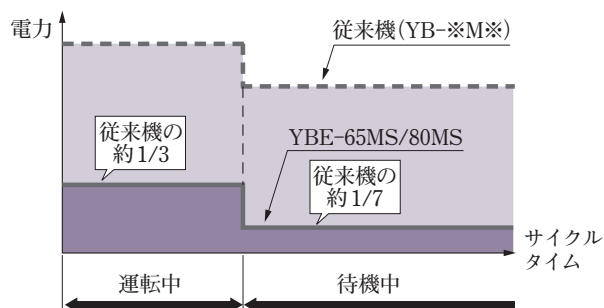 電力
従来機(YB-※M※)
従来機の
約1/3
YBE-65MS/80MS
従来機の
約1/7
サイクル
タイム
運転中
待機中